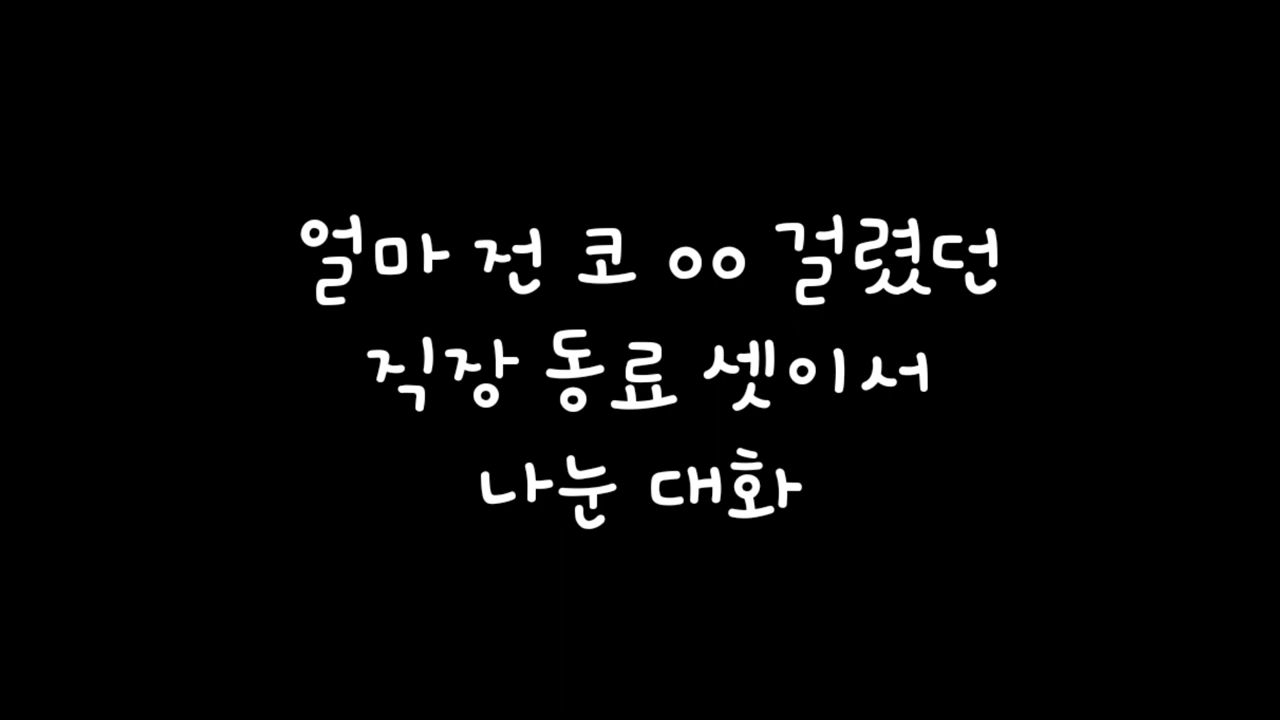 얼마 전 코 ㅇㅇ 걸렸던
직장 동료 셋이서
나눈 대화